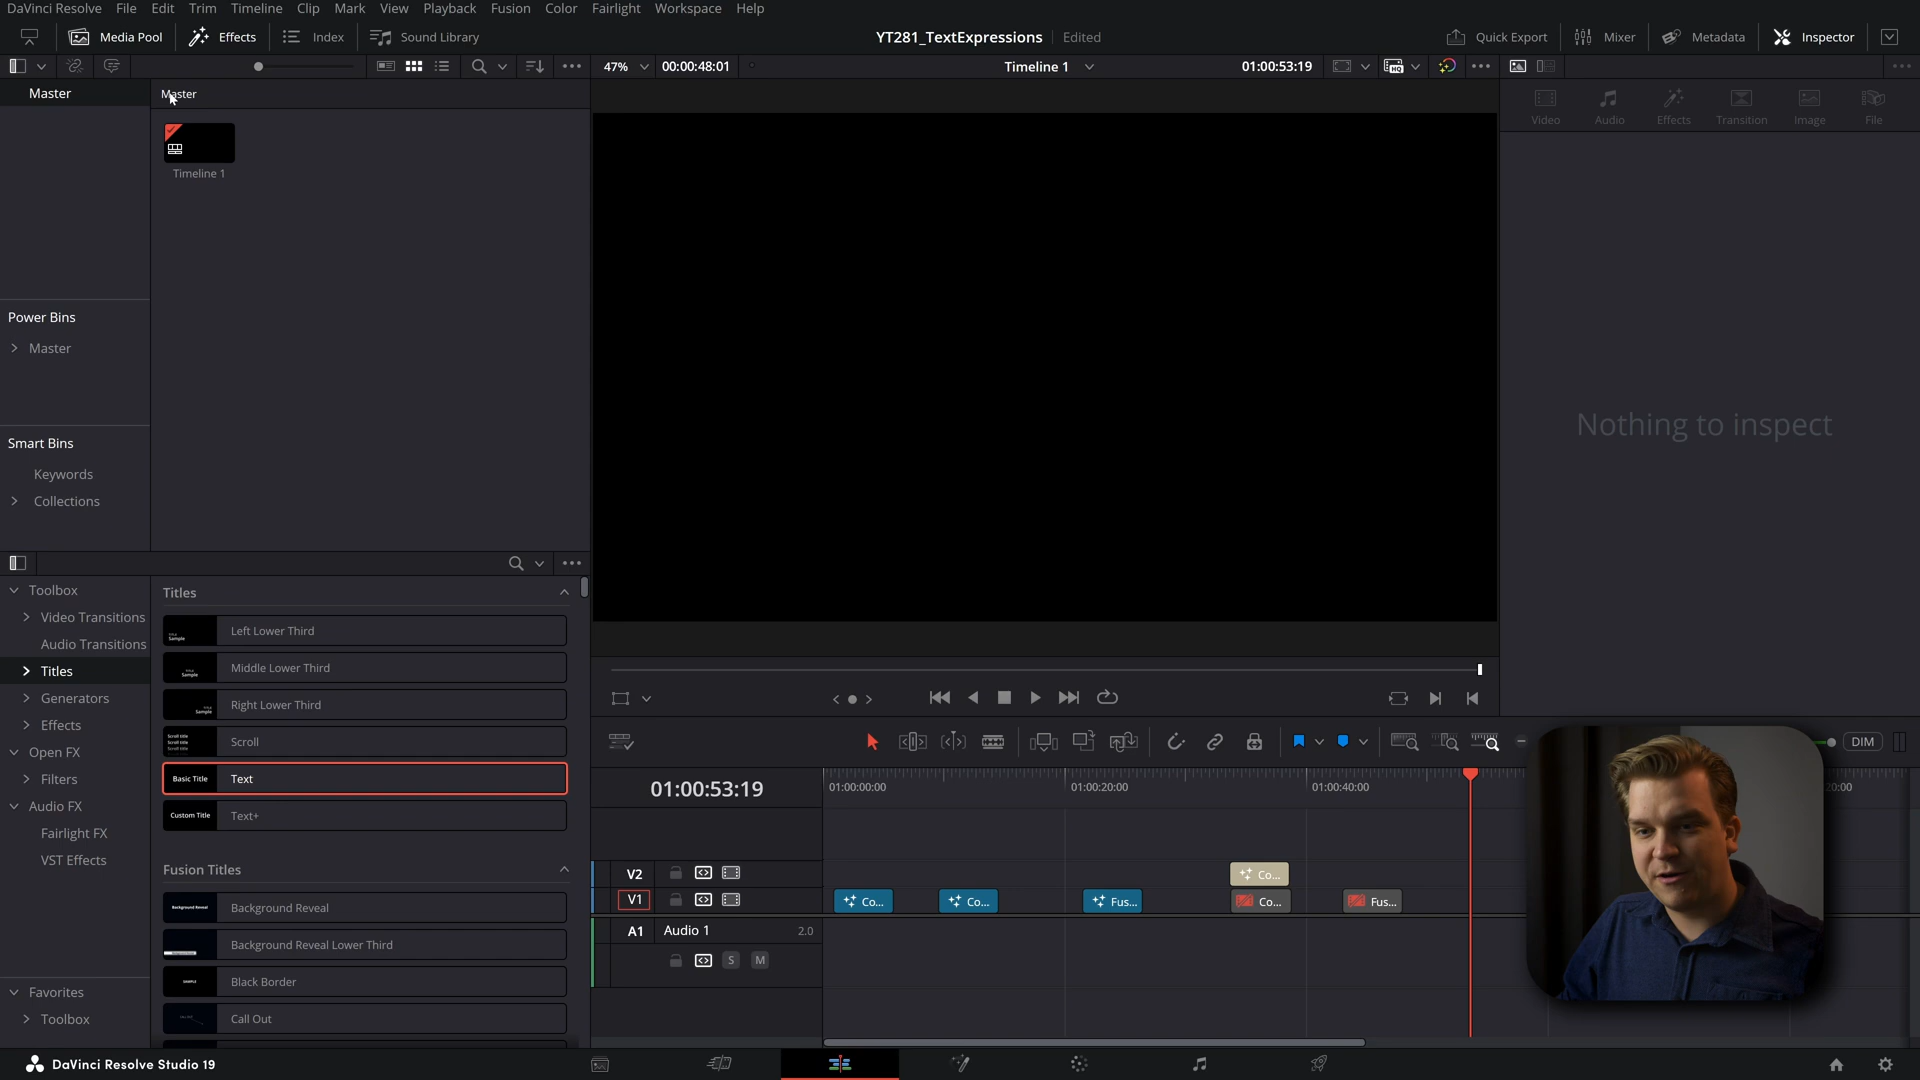 DaVinci Resolve File Edit Trim Timeline Clip Mark View Playback Fusion Color Fairlight Workspace Help
Media Pool Effects Index Sound Library YT281_TextExpressions Edited Quick Export Mixer Metadata Inspector
47% 00:00:48:01 Timeline 1 01:00:53:19
Master Master
Video Audio Effects Transition Image File
Timeline 1
Power Bins
Master
Nothing to inspect
Smart Bins
Keywords
Collections
Toolbox
Video Transitions
Audio Transitions
Titles
Generators
Effects
Open FX
Filters
Audio FX
Fairlight FX
VST Effects
Favorites
Toolbox
Titles
Left Lower Third
Middle Lower Third
Right Lower Third
Scroll
Basic Title Text
Custom Title Text+
Fusion Titles
Background Reveal Background Reveal
Background Reveal Lower Third
Black Border
Call Out
DIM
01:00:53:19 01:00:00:00 01:00:20:00 01:00:40:00 20:00
V2 Co...
V1 Co... Co... Fus... Co... Fus...
A1 Audio 1 2.0
S M
DaVinci Resolve Studio 19